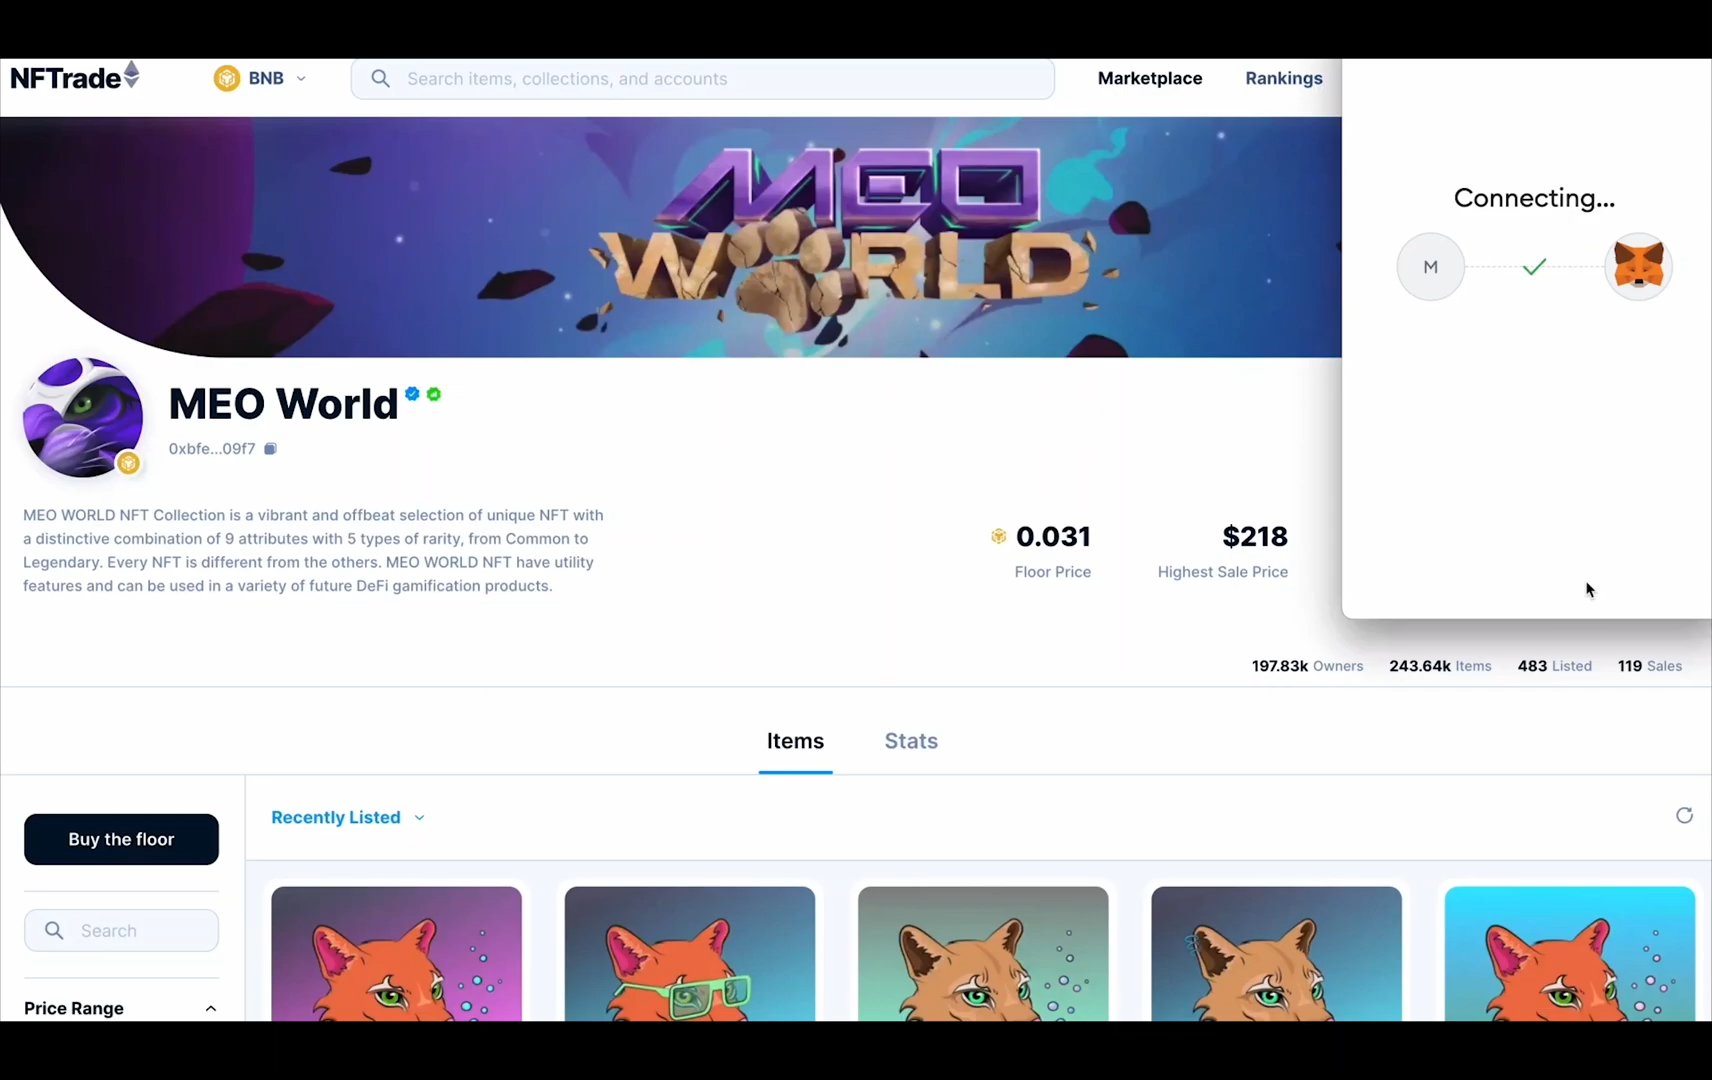 NFTrade
BNB
Search items, collections, and accounts
Marketplace
Rankings
MEO
WORLD
Connecting...
M
MEO World
0xbfe...09f7
MEO WORLD NFT Collection is a vibrant and offbeat selection of unique NFT with
a distinctive combination of 9 attributes with 5 types of rarity, from Common to
Legendary. Every NFT is different from the others. MEO WORLD NFT have utility
features and can be used in a variety of future DeFi gamification products.
0.031
Floor Price
$218
Highest Sale Price
197.83k Owners
243.64k Items
483 Listed
119 Sales
Items
Stats
Buy the floor
Recently Listed
Search
Price Range